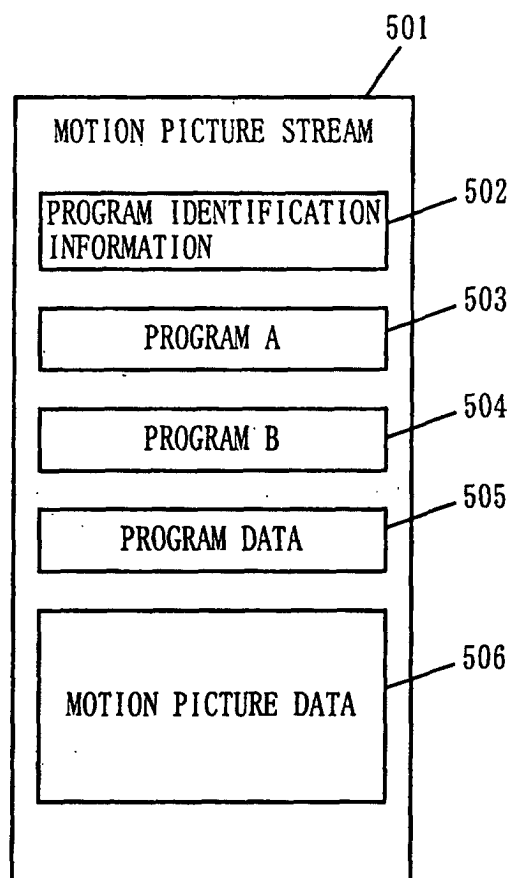 501
MOTION PICTURE STREAM
502
PROGRAM IDENTIFICATION
INFORMATION
503
PROGRAM A
504
PROGRAM B
505
PROGRAM DATA
506
MOTION PICTURE DATA